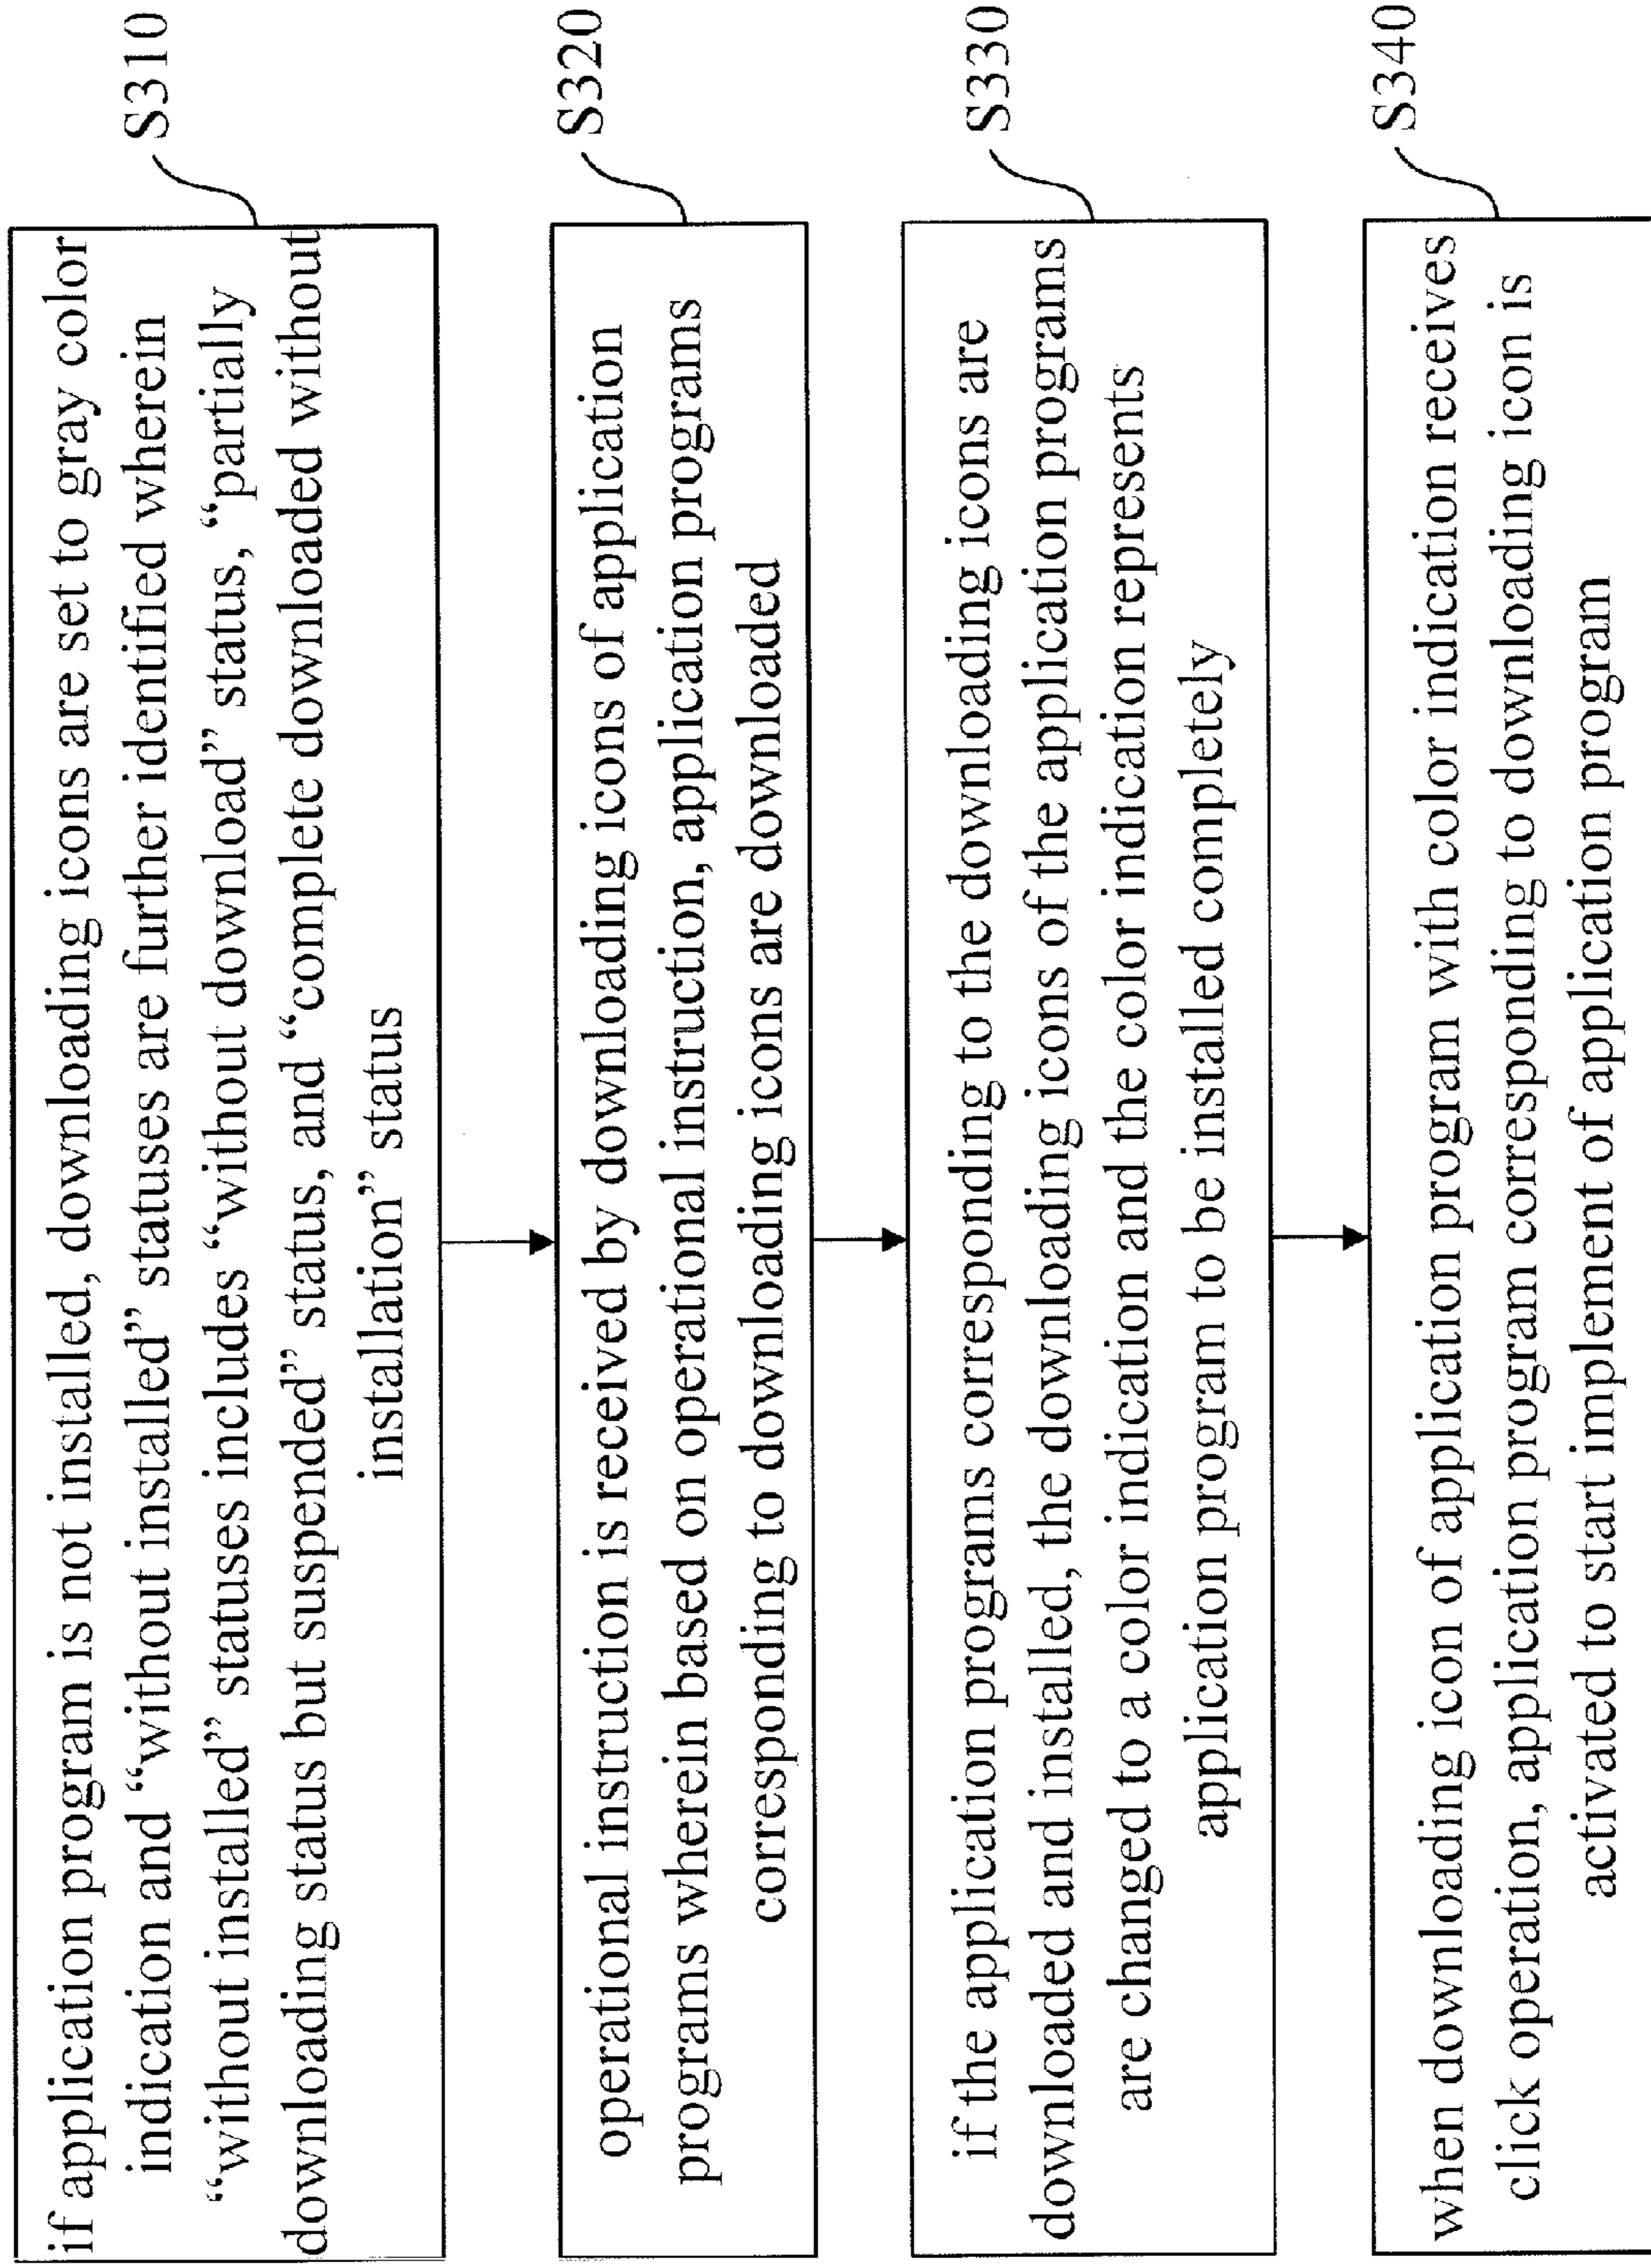 if application program is not installed, downloading icons are set to gray color
indication and “without installed” statuses are further identified wherein
“without installed” statuses includes “without download” status, “partially
downloading status but suspended” status, and “complete downloaded without
installation” status
S310
operational instruction is received by downloading icons of application
programs wherein based on operational instruction, application programs
corresponding to downloading icons are downloaded
S320
if the application programs corresponding to the downloading icons are
downloaded and installed, the downloading icons of the application programs
are changed to a color indication and the color indication represents
application program to be installed completely
S330
when downloading icon of application program with color indication receives
click operation, application program corresponding to downloading icon is
activated to start implement of application program
S340